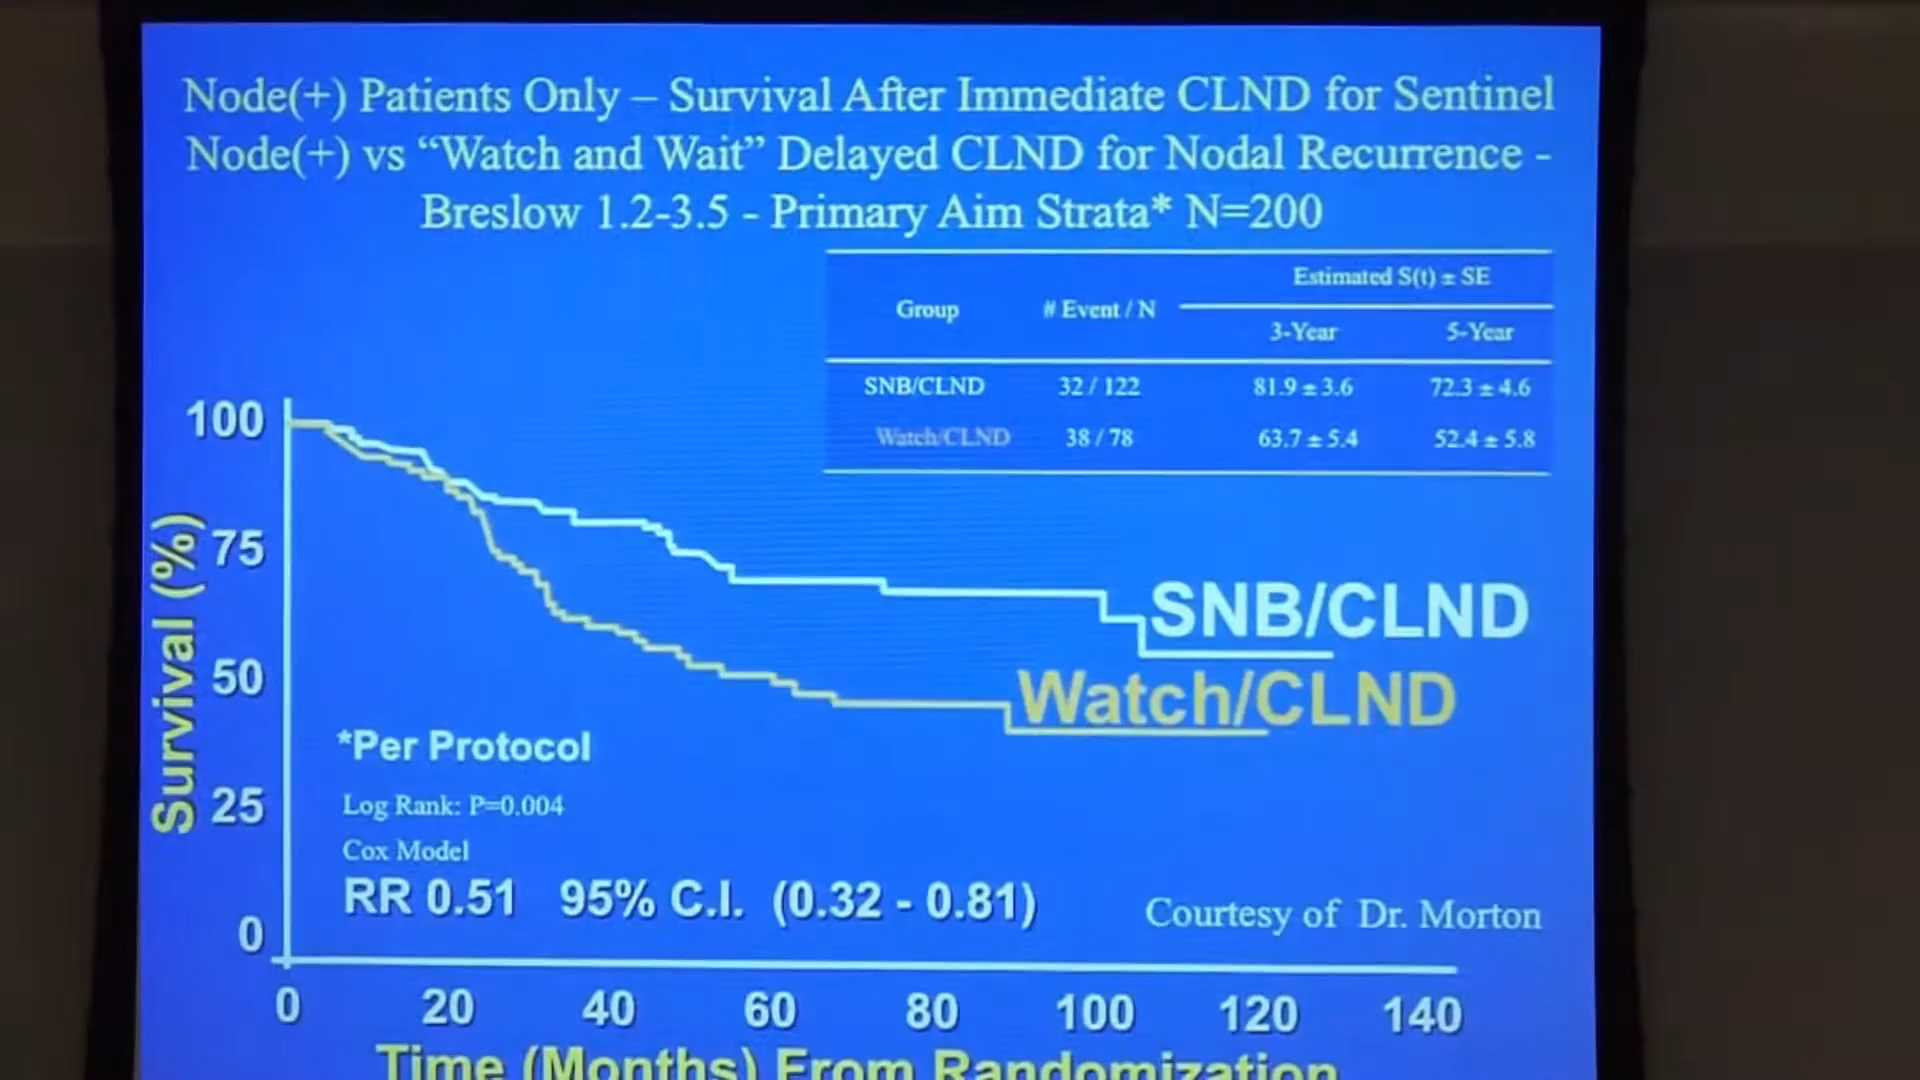 Node(+) Patients Only – Survival After Immediate CLND for Sentinel
Node(+) vs “Watch and Wait” Delayed CLND for Nodal Recurrence -
Breslow 1.2-3.5 - Primary Aim Strata* N=200
Estimated S(t) ± SE
Group # Event / N
3-Year 5-Year
SNB/CLND 32 / 122 81.9 ± 3.6 72.3 ± 4.6
Watch/CLND 38 / 78 63.7 ± 5.4 52.4 ± 5.8
Survival (%)
100
75
50
25
0
SNB/CLND
Watch/CLND
*Per Protocol
Log Rank: P=0.004
Cox Model
RR 0.51 95% C.I. (0.32 - 0.81)
Courtesy of Dr. Morton
0 20 40 60 80 100 120 140
Time (Months) From Randomization